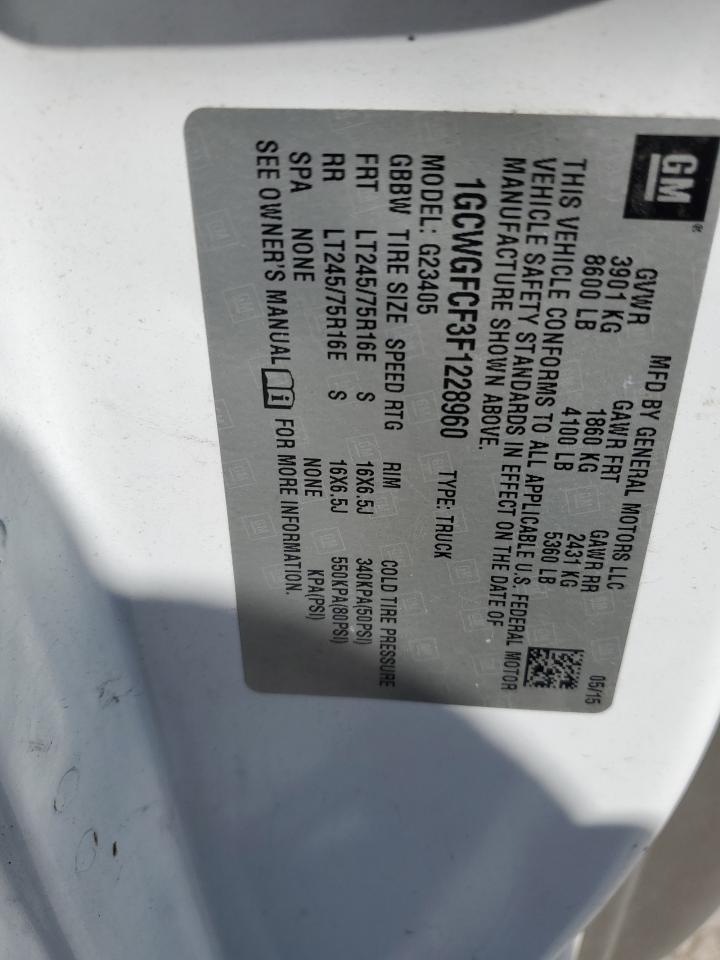 GM®
MFD BY GENERAL MOTORS LLC 05/15
GVWR GAWR FRT GAWR RR
3901 KG 1860 KG 2431 KG
8600 LB 4100 LB 5360 LB
THIS VEHICLE CONFORMS TO ALL APPLICABLE U.S. FEDERAL MOTOR
VEHICLE SAFETY STANDARDS IN EFFECT ON THE DATE OF
MANUFACTURE SHOWN ABOVE.
1GCWGFCF3F1228960 TYPE: TRUCK
MODEL: G23405
GBBW TIRE SIZE SPEED RTG RIM COLD TIRE PRESSURE
FRT LT245/75R16E S 16X6.5J 340KPA(50PSI)
RR LT245/75R16E S 16X6.5J 550KPA(80PSI)
SPA NONE NONE KPA(PSI)
SEE OWNER'S MANUAL FOR MORE INFORMATION.